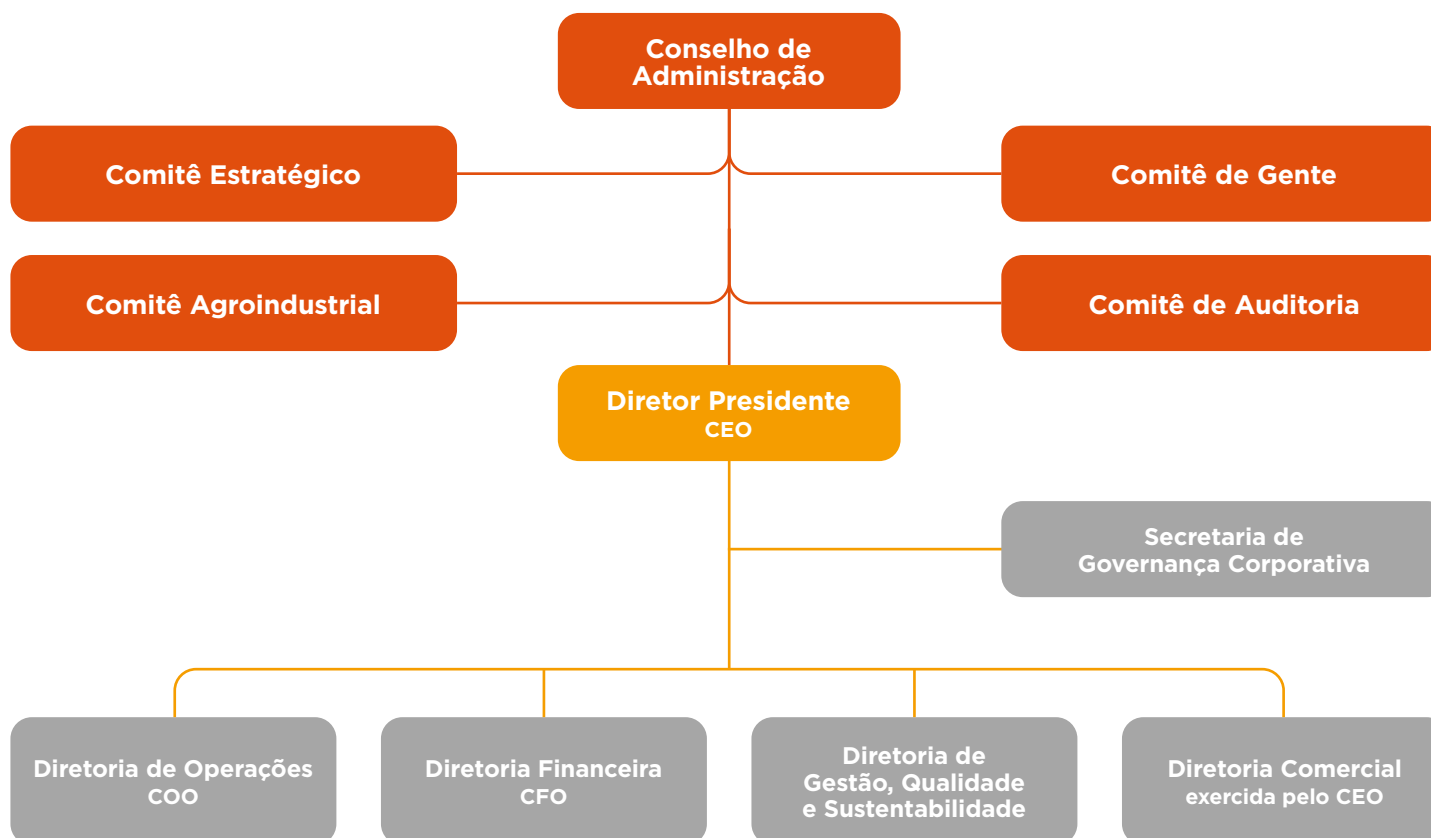 Conselho de
Administração
Comitê Estratégico
Comitê de Gente
Comitê Agroindustrial
Comitê de Auditoria
Diretor Presidente
CEO
Secretaria de
Governança Corporativa
Diretoria de Operações
COO
Diretoria Financeira
CFO
Diretoria de
Gestão, Qualidade
e Sustentabilidade
Diretoria Comercial
exercida pelo CEO